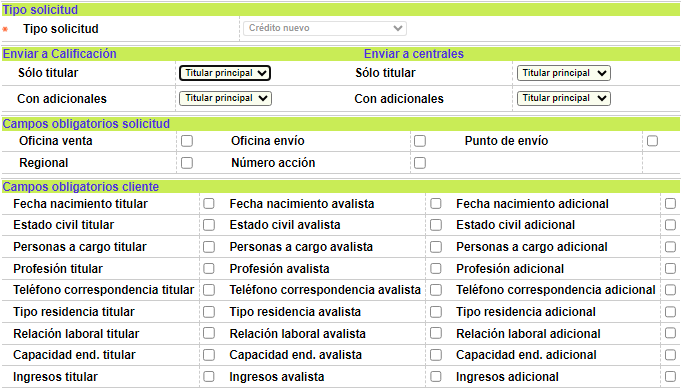 Tipo solicitud
* Tipo solicitud Crédito nuevo
Enviar a Calificación Enviar a centrales
Sólo titular Titular principal Sólo titular Titular principal
Con adicionales Titular principal Con adicionales Titular principal
Campos obligatorios solicitud
Oficina venta Oficina envío Punto de envío
Regional Número acción
Campos obligatorios cliente
Fecha nacimiento titular Fecha nacimiento avalista Fecha nacimiento adicional
Estado civil titular Estado civil avalista Estado civil adicional
Personas a cargo titular Personas a cargo avalista Personas a cargo adicional
Profesión titular Profesión avalista Profesión adicional
Teléfono correspondencia titular Teléfono correspondencia avalista Teléfono correspondencia adicional
Tipo residencia titular Tipo residencia avalista Tipo residencia adicional
Relación laboral titular Relación laboral avalista Relación laboral adicional
Capacidad end. titular Capacidad end. avalista Capacidad end. adicional
Ingresos titular Ingresos avalista Ingresos adicional